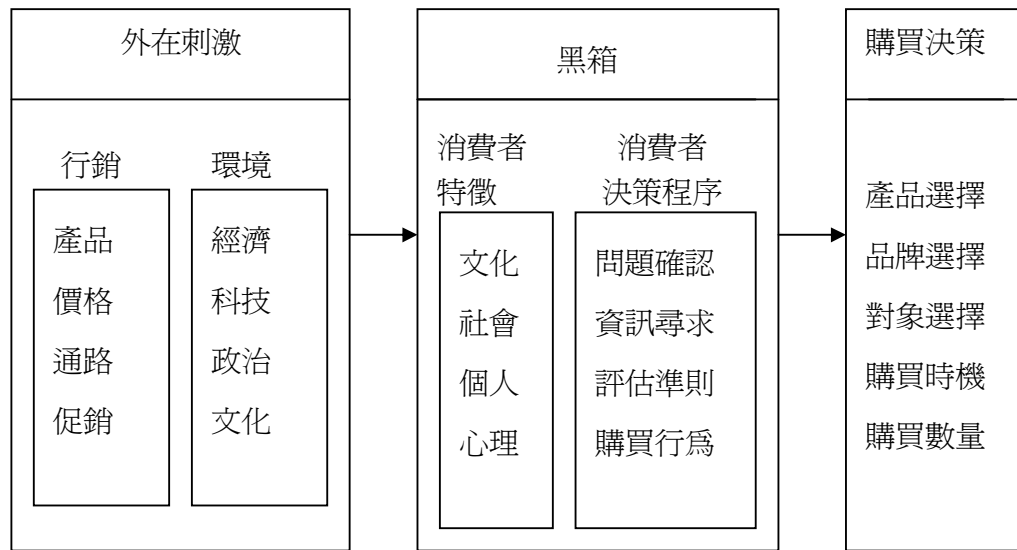 外在刺激
行銷
產品
價格
通路
促銷
環境
經濟
科技
政治
文化
黑箱
消費者
特徵
文化
社會
個人
心理
消費者
決策程序
問題確認
資訊尋求
評估準則
購買行為
購買決策
產品選擇
品牌選擇
對象選擇
購買時機
購買數量